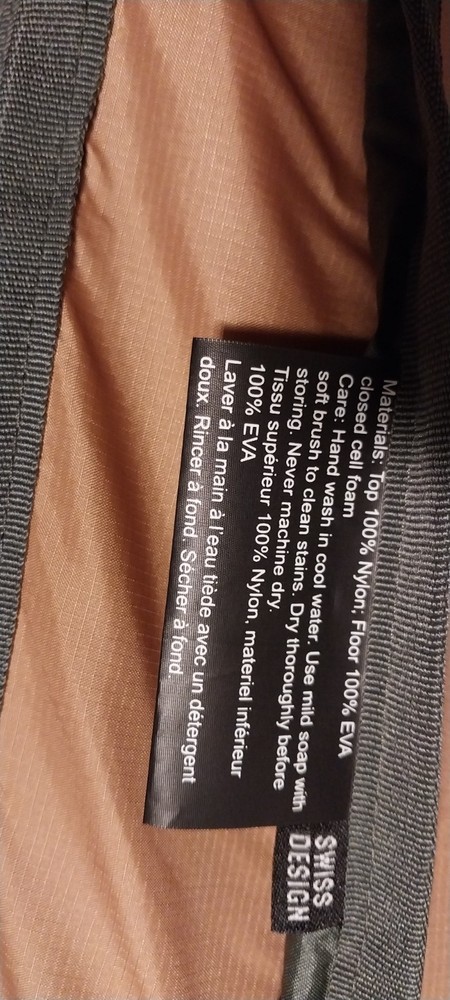 Materials: Top 100% Nylon; Floor 100% EVA
closed cell foam
Care: Hand wash in cool water. Use mild soap with
soft brush to clean stains. Dry thoroughly before
storing. Never machine dry.
Tissu supérieur 100% Nylon, materiel inférieur
100% EVA
Laver à la main à l'eau tiède avec un détergent
doux. Rincer à fond. Sécher à fond.
SWISS
DESIGN